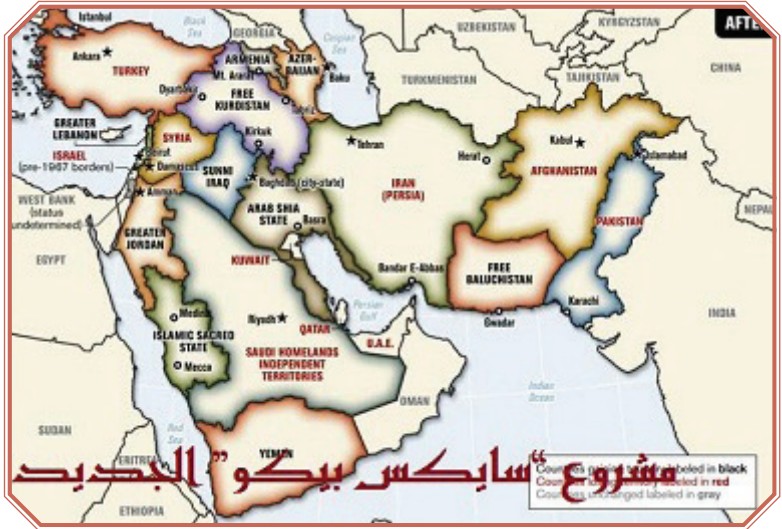 Istanbul
Black
Sea
GEORGIA
UZBEKISTAN
KYRGYZSTAN
AFTE
Ankara
TURKEY
ARMENIA
Mt. Ararat
AZER-
BAIJAN
Baku
Caspian
Sea
TURKMENISTAN
TAJIKISTAN
CHINA
Diyarbakir
FREE
KURDISTAN
Tabriz
GREATER
LEBANON
SYRIA
Kirkuk
Tehran
Herat
Kabul
Islamabad
ISRAEL
(pre-1967 borders)
Beirut
Damascus
SUNNI
IRAQ
Baghdad (city-state)
IRAN
(PERSIA)
AFGHANISTAN
WEST BANK
(status
undetermined)
Amman
ARAB SHIA
STATE
Basra
PAKISTAN
NEPAL
GREATER
JORDAN
EGYPT
KUWAIT
Bandar E-Abbas
FREE
BALUCHISTAN
Karachi
Gwadar
INDIA
Medina
ISLAMIC SACRED
STATE
Mecca
Riyadh
Persian
Gulf
QATAR
U.A.E.
SAUDI HOMELANDS
INDEPENDENT
TERRITORIES
OMAN
Indian
Ocean
SUDAN
Red
Sea
YEMEN
ERITREA
ETHIOPIA
مشروع “سايكس بيكو” الجديد
labeled in black
labeled in red
Countries unchanged labeled in gray